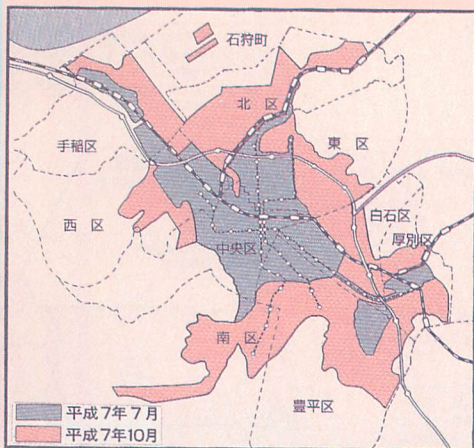 石狩町
北区
手稲区
東区
西区
白石区
厚別区
中央区
南区
豊平区
平成7年7月
平成7年10月